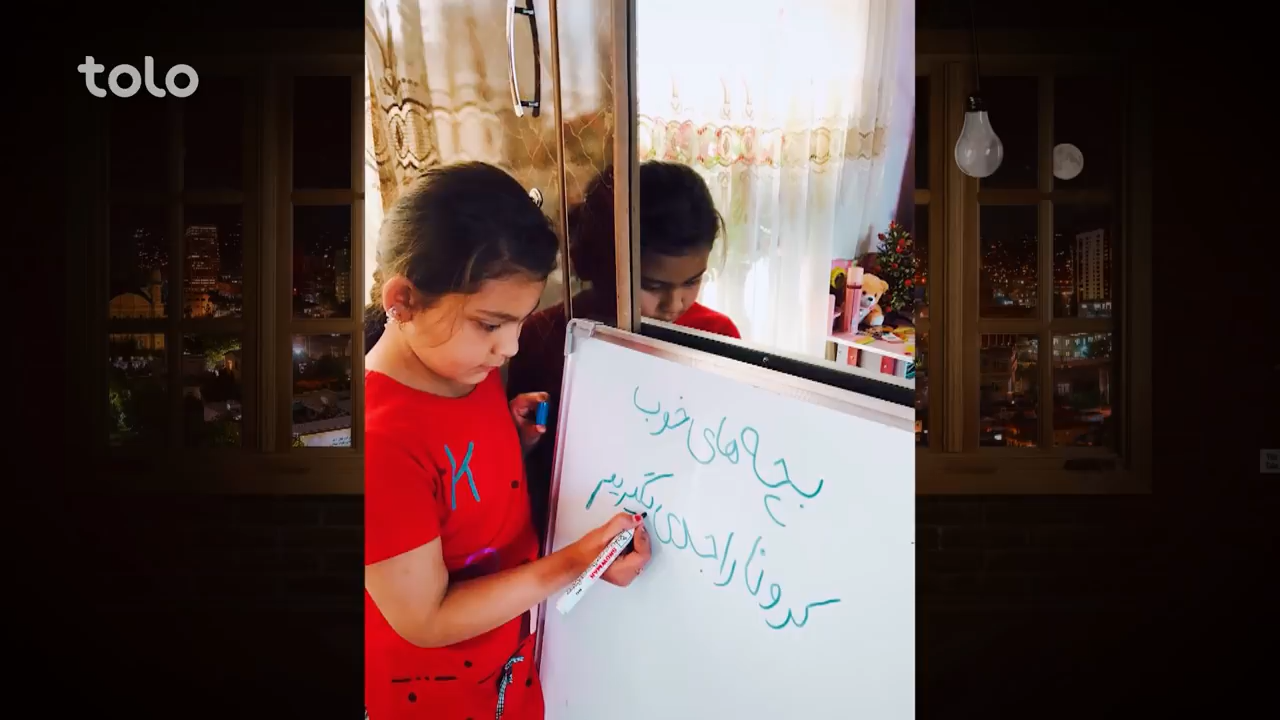 tolo
K
بچه های خوب
کرونا را جدی بگیریم